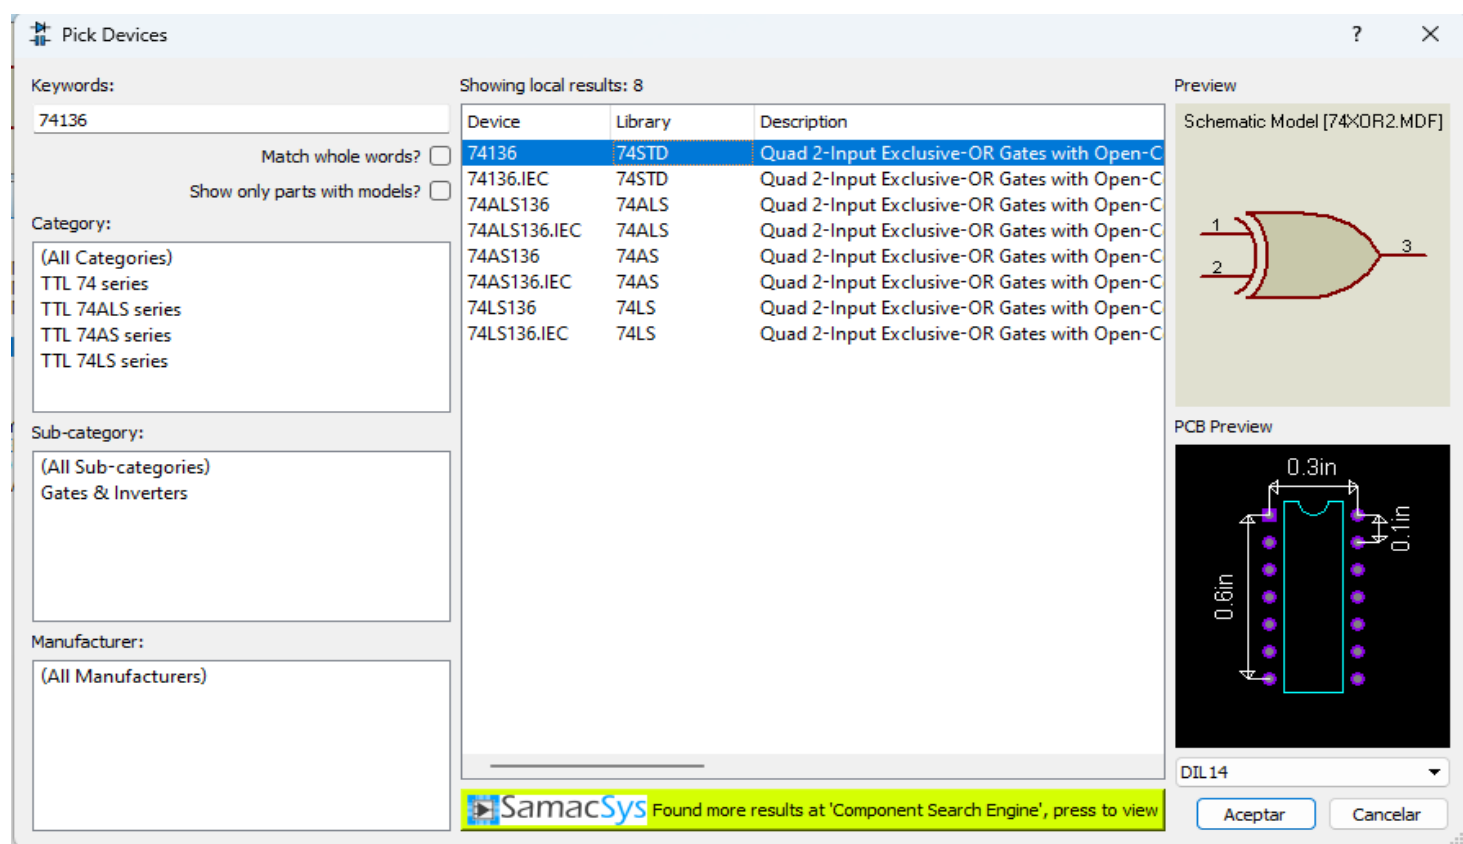 Pick Devices
?
Keywords:
74136
Match whole words?
Show only parts with models?
Category:
(All Categories)
TTL 74 series
TTL 74ALS series
TTL 74AS series
TTL 74LS series
Sub-category:
(All Sub-categories)
Gates & Inverters
Manufacturer:
(All Manufacturers)
Showing local results: 8
Device Library Description
74136 74STD Quad 2-Input Exclusive-OR Gates with Open-C
74136.IEC 74STD Quad 2-Input Exclusive-OR Gates with Open-C
74ALS136 74ALS Quad 2-Input Exclusive-OR Gates with Open-C
74ALS136.IEC 74ALS Quad 2-Input Exclusive-OR Gates with Open-C
74AS136 74AS Quad 2-Input Exclusive-OR Gates with Open-C
74AS136.IEC 74AS Quad 2-Input Exclusive-OR Gates with Open-C
74LS136 74LS Quad 2-Input Exclusive-OR Gates with Open-C
74LS136.IEC 74LS Quad 2-Input Exclusive-OR Gates with Open-C
SamacSys Found more results at 'Component Search Engine', press to view
Preview
Schematic Model [74XOR2.MDF]
1
2
3
PCB Preview
0.3in
0.1in
0.6in
DIL14
Aceptar Cancelar